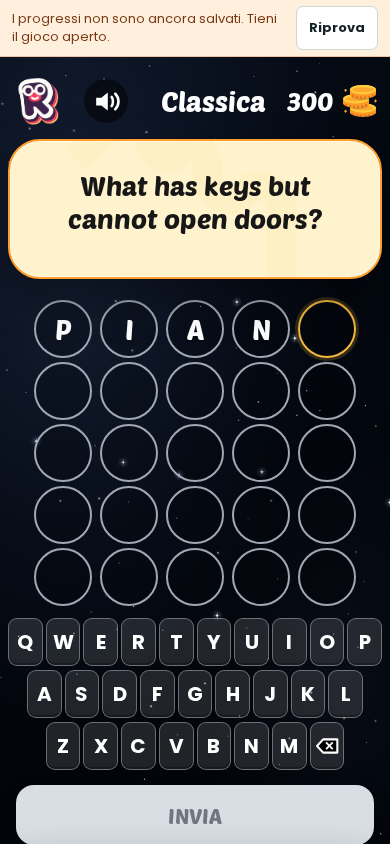 I progressi non sono ancora salvati. Tieni
il gioco aperto.
Riprova
R
Classica
300
What has keys but
cannot open doors?
P I A N
Q W E R T Y U I O P
A S D F G H J K L
Z X C V B N M
INVIA